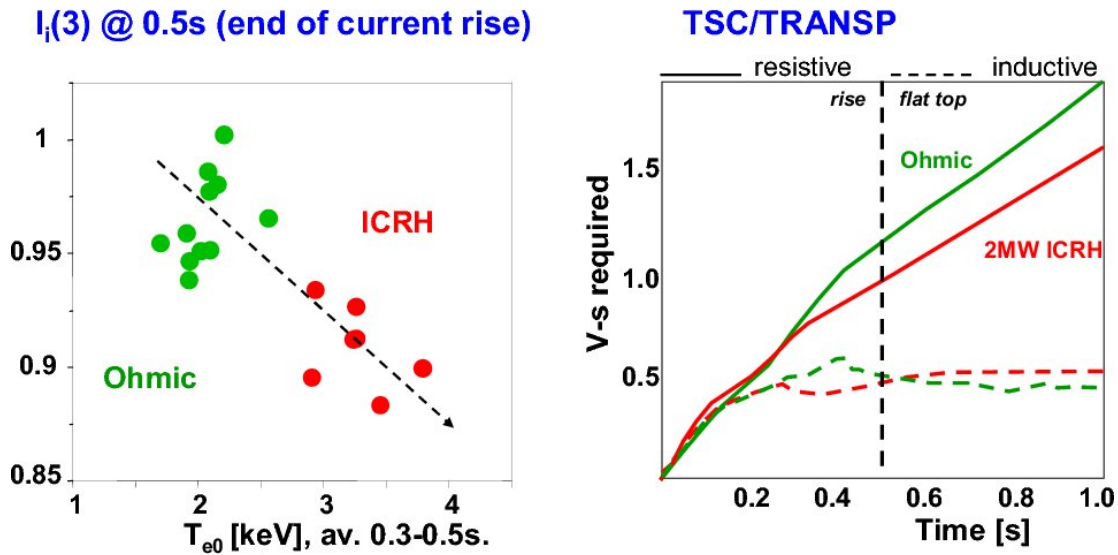 l_i(3) @ 0.5s (end of current rise)
1
0.95
0.9
0.85
ICRH
Ohmic
1 2 3 4
T_e0 [keV], av. 0.3-0.5s.
TSC/TRANSP
resistive inductive
rise flat top
Ohmic
2MW ICRH
V-s required
1.5
1.0
0.5
0.2 0.4 0.6 0.8 1.0
Time [s]